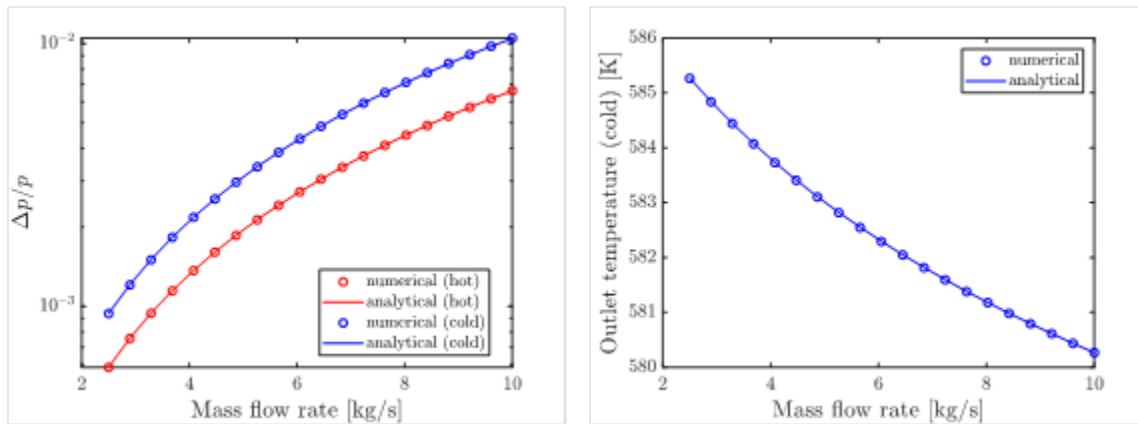 10⁻²
10⁻³
Δp/p
numerical (hot)
analytical (hot)
numerical (cold)
analytical (cold)
2 4 6 8 10
Mass flow rate [kg/s]
586
585
584
583
582
581
580
Outlet temperature (cold) [K]
numerical
analytical
2 4 6 8 10
Mass flow rate [kg/s]